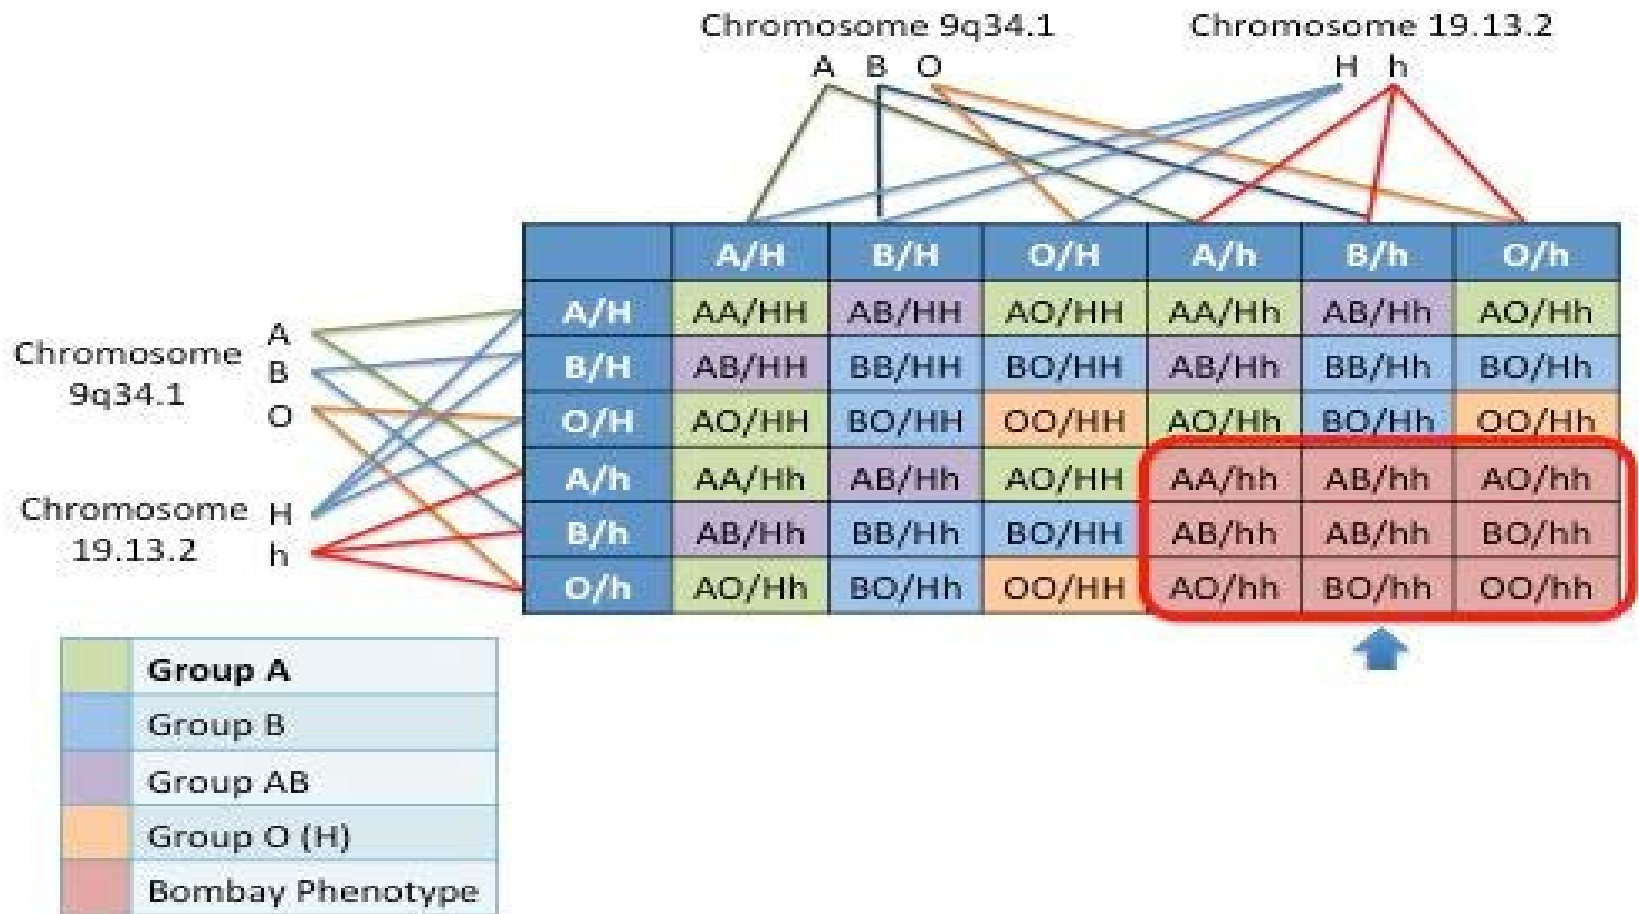 Chromosome 9q34.1 Chromosome 19.13.2
A B O H h
A/H B/H O/H A/h B/h O/h
A/H AA/HH AB/HH AO/HH AA/Hh AB/Hh AO/Hh
B/H AB/HH BB/HH BO/HH AB/Hh BB/Hh BO/Hh
O/H AO/HH BO/HH OO/HH AO/Hh BO/Hh OO/Hh
A/h AA/Hh AB/Hh AO/HH AA/hh AB/hh AO/hh
B/h AB/Hh BB/Hh BO/HH AB/hh AB/hh BO/hh
O/h AO/Hh BO/Hh OO/HH AO/hh BO/hh OO/hh
Chromosome
9q34.1
A
B
O
Chromosome
19.13.2
H
h
Group A
Group B
Group AB
Group O (H)
Bombay Phenotype